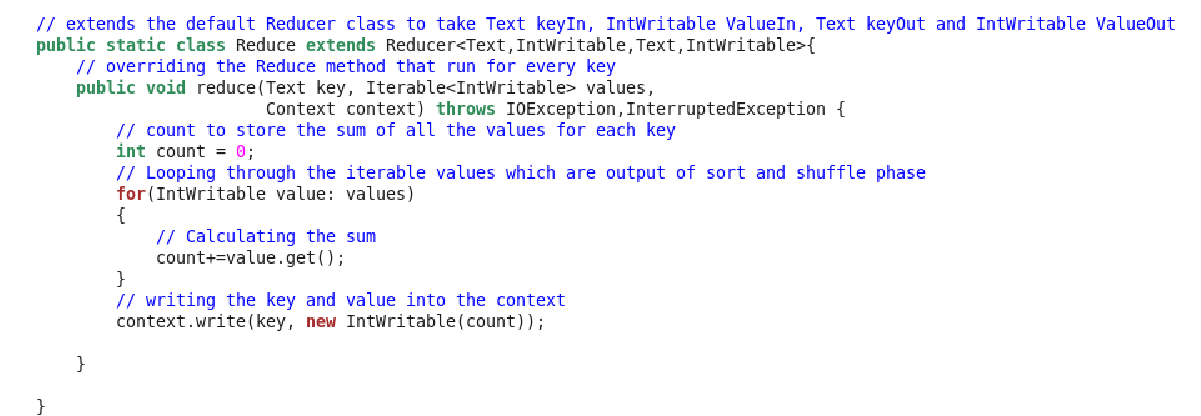 // extends the default Reducer class to take Text keyIn, IntWritable ValueIn, Text keyOut and IntWritable ValueOut
public static class Reduce extends Reducer<Text,IntWritable,Text,IntWritable>{
    // overriding the Reduce method that run for every key
    public void reduce(Text key, Iterable<IntWritable> values,
                       Context context) throws IOException,InterruptedException {
        // count to store the sum of all the values for each key
        int count = 0;
        // Looping through the iterable values which are output of sort and shuffle phase
        for(IntWritable value: values)
        {
            // Calculating the sum
            count+=value.get();
        }
        // writing the key and value into the context
        context.write(key, new IntWritable(count));
    }
}